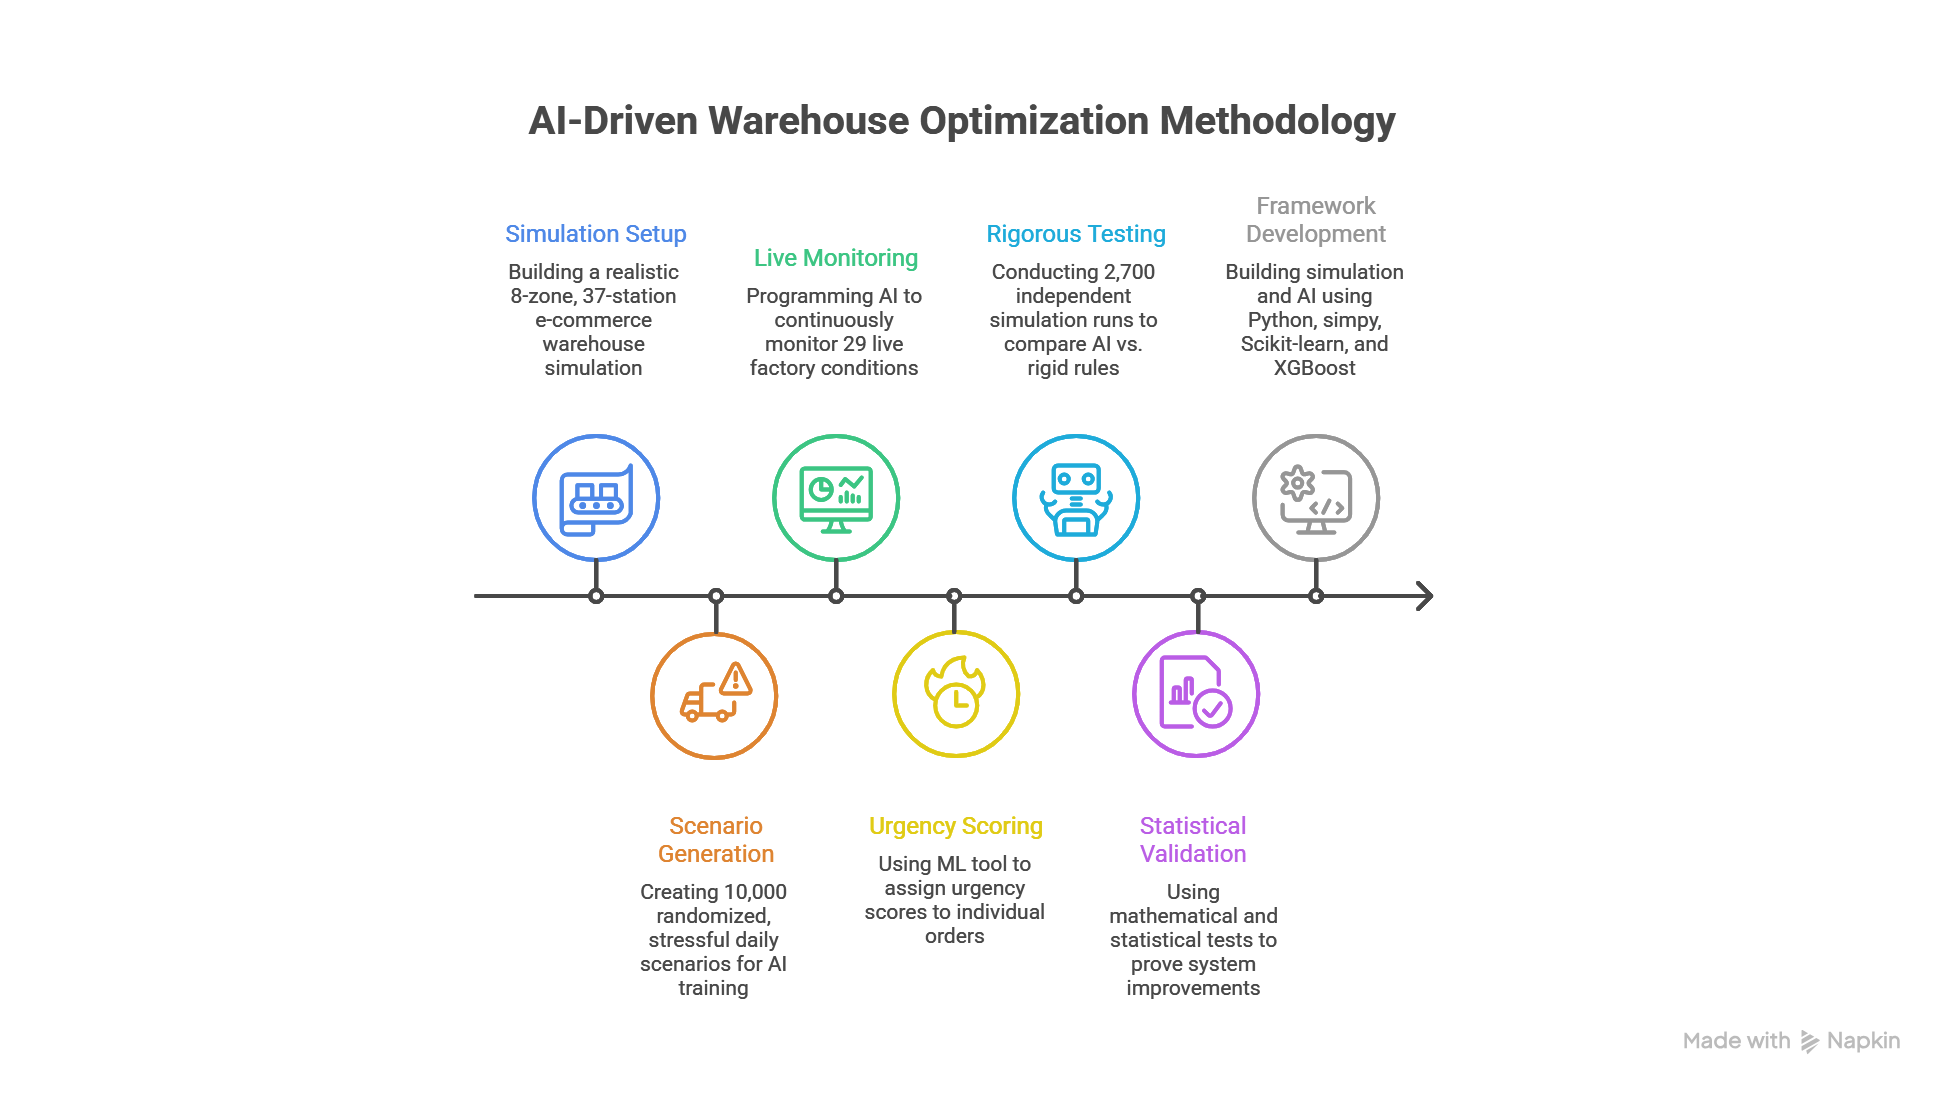 AI-Driven Warehouse Optimization Methodology
Simulation Setup
Building a realistic
8-zone, 37-station
e-commerce
warehouse
simulation
Scenario
Generation
Creating 10,000
randomized,
stressful daily
scenarios for AI
training
Live Monitoring
Programming AI to
continuously
monitor 29 live
factory conditions
Urgency Scoring
Using ML tool to
assign urgency
scores to individual
orders
Rigorous Testing
Conducting 2,700
independent
simulation runs to
compare AI vs.
rigid rules
Statistical
Validation
Using
mathematical and
statistical tests to
prove system
improvements
Framework
Development
Building simulation
and AI using
Python, simpy,
Scikit-learn, and
XGBoost
Made with Napkin